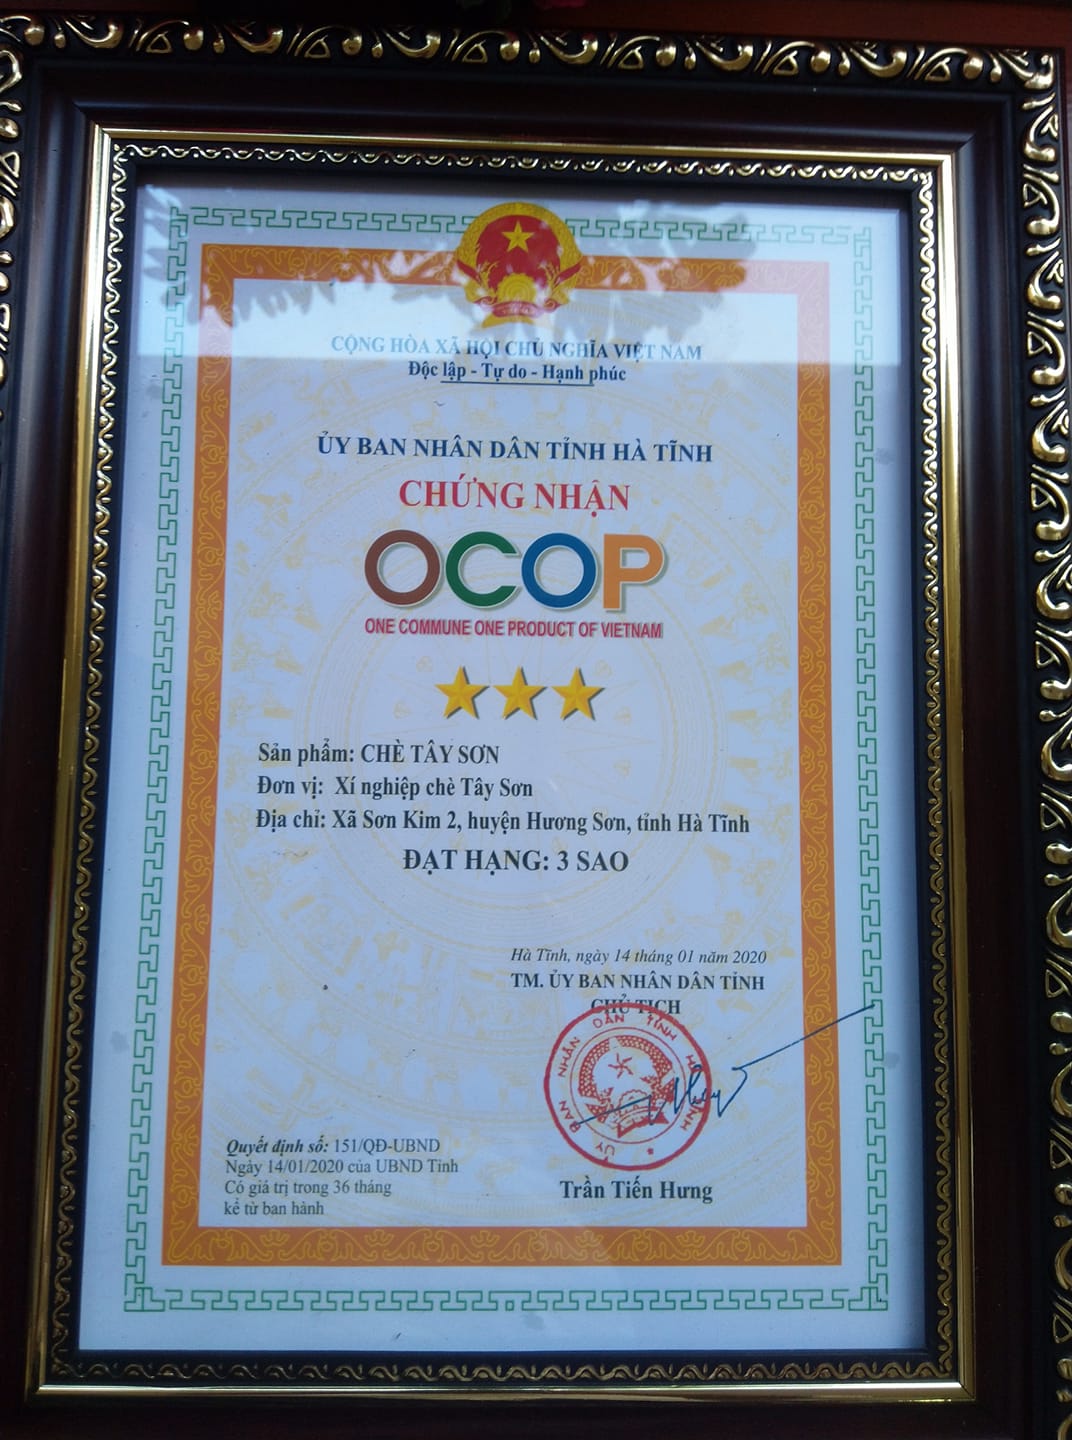 CỘNG HÒA XÃ HỘI CHỦ NGHĨA VIỆT NAM
Độc lập - Tự do - Hạnh phúc
ỦY BAN NHÂN DÂN TỈNH HÀ TĨNH
CHỨNG NHẬN
OCOP
ONE COMMUNE ONE PRODUCT OF VIETNAM
Sản phẩm: CHÈ TÂY SƠN
Đơn vị: Xí nghiệp chè Tây Sơn
Địa chỉ: Xã Sơn Kim 2, huyện Hương Sơn, tỉnh Hà Tĩnh
ĐẠT HẠNG: 3 SAO
Hà Tĩnh, ngày 14 tháng 01 năm 2020
TM. ỦY BAN NHÂN DÂN TỈNH
CHỦ TỊCH
ỦY BAN NHÂN DÂN TỈNH
Trần Tiến Hưng
Quyết định số: 151/QĐ-UBND
Ngày 14/01/2020 của UBND Tỉnh
Có giá trị trong 36 tháng
kể từ ban hành